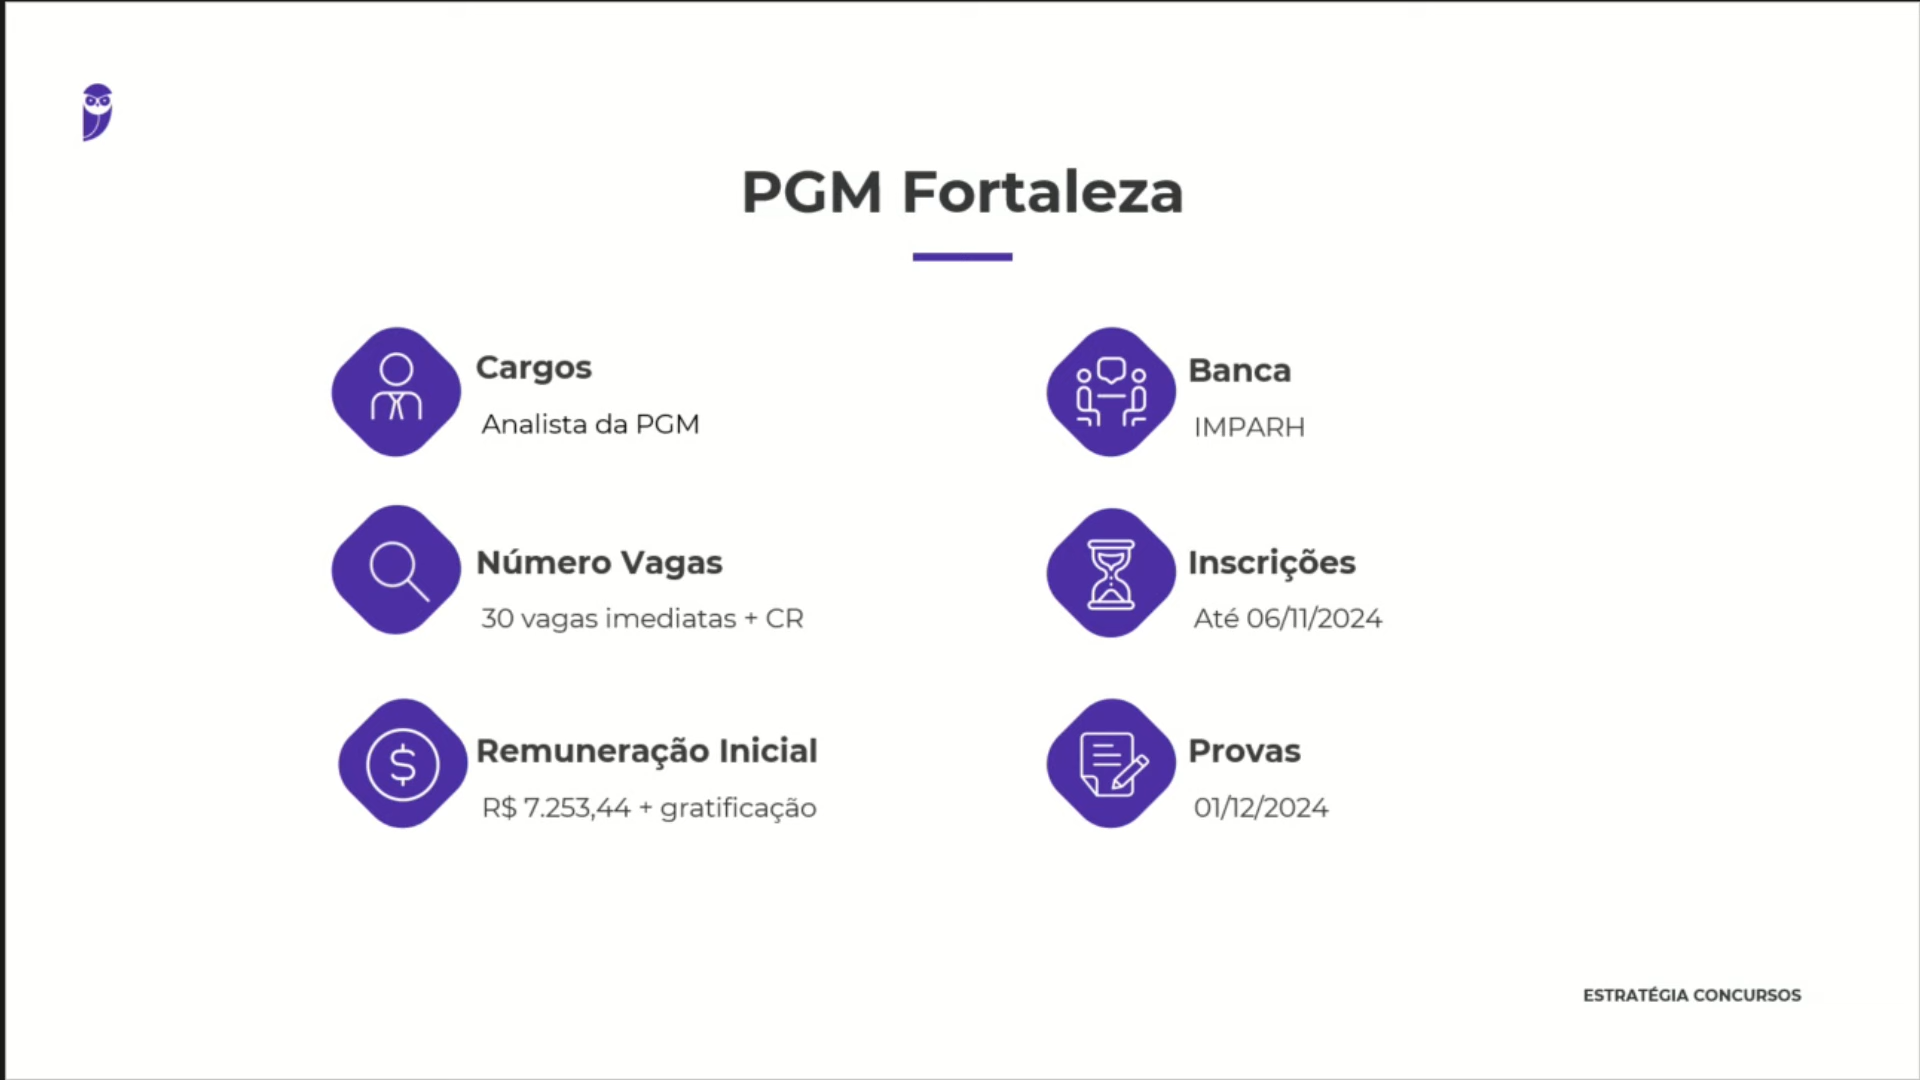 PGM Fortaleza
Cargos
Analista da PGM
Banca
IMPARH
Número Vagas
30 vagas imediatas + CR
Inscrições
Até 06/11/2024
Remuneração Inicial
R$ 7.253,44 + gratificação
Provas
01/12/2024
ESTRATÉGIA CONCURSOS